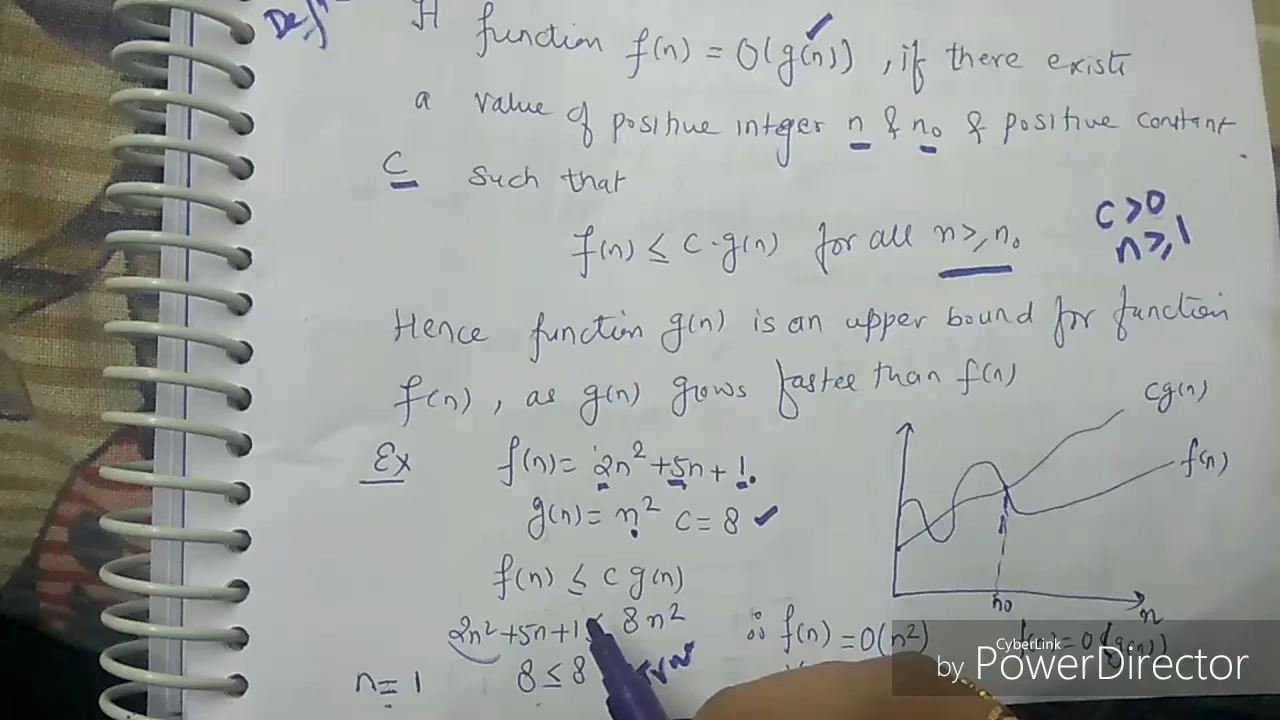 Defn
A function f(n) = O(g(n)) , if there exists
a value of positive integer n & n₀ & positive constant
C such that
f(n) ≤ C·g(n) for all n ≥ n₀
C>0
n≥1
Hence function g(n) is an upper bound for function
f(n), as g(n) grows faster than f(n)
Ex f(n) = 2n² + 5n + 1.
g(n) = n² C = 8 ✓
f(n) ≤ C g(n)
2n² + 5n + 1 ≤ 8n²
n = 1 8 ≤ 8 True
∴ f(n) = O(n²)
cg(n)
f(n)
n₀
n
f(n) = O(g(n))
CyberLink
by PowerDirector